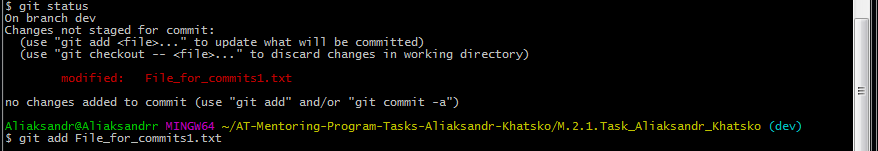 $ git status
On branch dev
Changes not staged for commit:
  (use "git add <file>..." to update what will be committed)
  (use "git checkout -- <file>..." to discard changes in working directory)
        modified:   File_for_commits1.txt
no changes added to commit (use "git add" and/or "git commit -a")
Aliaksandr@Aliaksandrr MINGW64 ~/AT-Mentoring-Program-Tasks-Aliaksandr-Khatsko/M.2.1.Task_Aliaksandr_Khatsko (dev)
$ git add File_for_commits1.txt